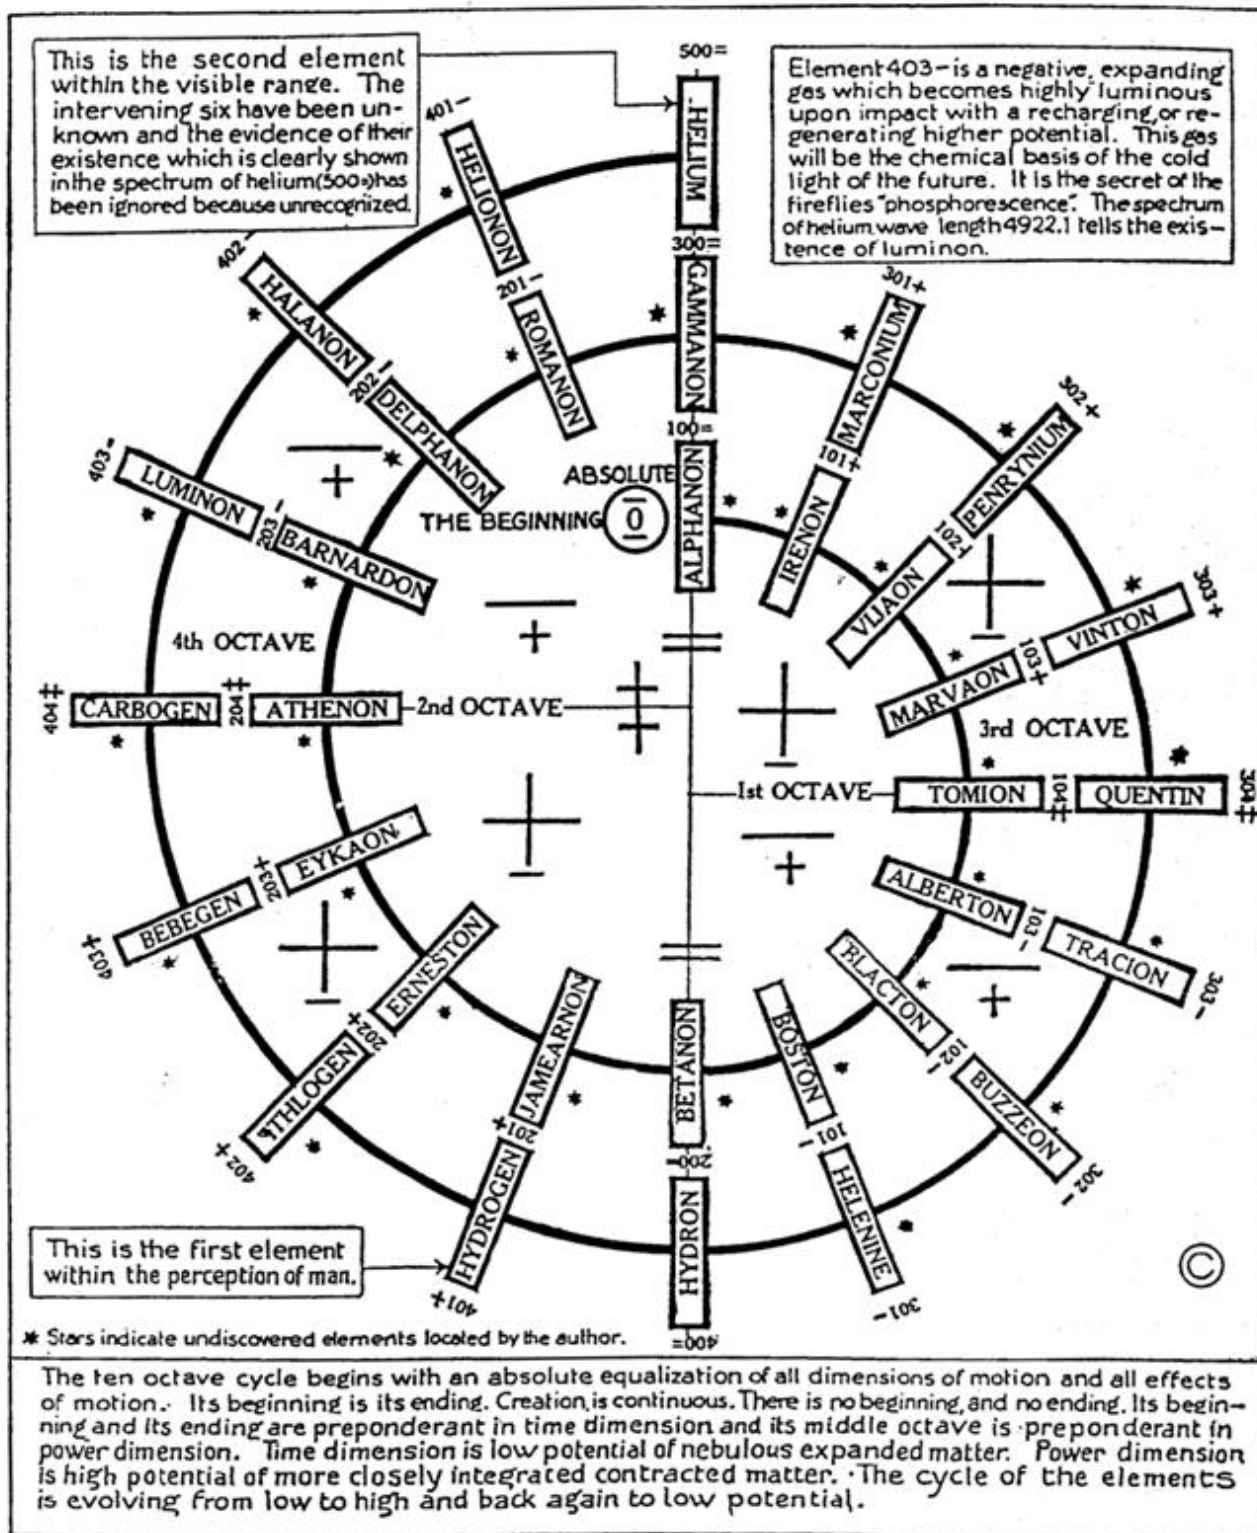 This is the second element
within the visible range. The
intervening six have been un-
known and the evidence of their
existence which is clearly shown
in the spectrum of helium(500=)has
been ignored because unrecognized.
Element 403– is a negative, expanding
gas which becomes highly luminous
upon impact with a recharging, or re-
generating higher potential. This gas
will be the chemical basis of the cold
light of the future. It is the secret of the
fireflies "phosphorescence". The spectrum
of helium wave length 4922.1 tells the exis-
tence of luminon.
500=
HELIUM
401–
HELIONON
402–
HALANON
403–
LUMINON
300=
GAMMANON
201–
ROMANON
202–
DELPHANON
203–
BARNARDON
301+
MARCONIUM
302+
PENRYNIUM
303+
VINTON
100=
ALPHANON
101+
IRENON
102+
VIJAON
103+
MARVAON
ABSOLUTE
THE BEGINNING
0
4th OCTAVE
404‡
CARBOGEN
204‡
ATHENON
2nd OCTAVE
3rd OCTAVE
1st OCTAVE
TOMION
104‡
QUENTIN
304‡
EYKAON
203+
BEBEGEN
403+
ERNESTON
202+
ITHLOGEN
402+
JAMEARNON
201+
HYDROGEN
401+
BETANON
200=
HYDRON
400=
BOSTON
101–
HELENINE
301–
BLACTON
102–
BUZZEON
302–
ALBERTON
103–
TRACION
303–
This is the first element
within the perception of man.
©
* Stars indicate undiscovered elements located by the author.
The ten octave cycle begins with an absolute equalization of all dimensions of motion and all effects
of motion. Its beginning is its ending. Creation is continuous. There is no beginning, and no ending. Its begin–
ning and its ending are preponderant in time dimension and its middle octave is preponderant in
power dimension. Time dimension is low potential of nebulous expanded matter. Power dimension
is high potential of more closely integrated contracted matter. The cycle of the elements
is evolving from low to high and back again to low potential.